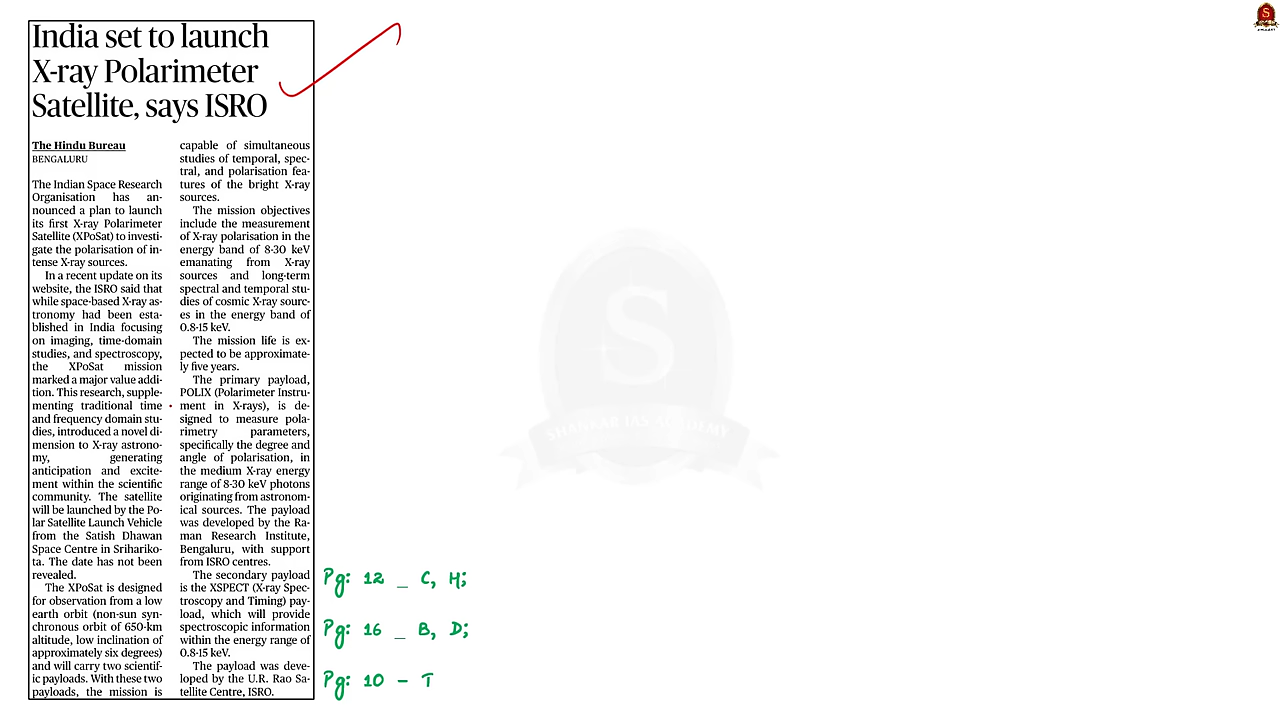 India set to launch
X-ray Polarimeter
Satellite, says ISRO
The Hindu Bureau
BENGALURU
The Indian Space Research
Organisation has an-
nounced a plan to launch
its first X-ray Polarimeter
Satellite (XPoSat) to investi-
gate the polarisation of in-
tense X-ray sources.
In a recent update on its
website, the ISRO said that
while space-based X-ray as-
tronomy had been esta-
blished in India focusing
on imaging, time-domain
studies, and spectroscopy,
the XPoSat mission
marked a major value addi-
tion. This research, supple-
menting traditional time
and frequency domain stu-
dies, introduced a novel di-
mension to X-ray astrono-
my, generating
anticipation and excite-
ment within the scientific
community. The satellite
will be launched by the Po-
lar Satellite Launch Vehicle
from the Satish Dhawan
Space Centre in Srihariko-
ta. The date has not been
revealed.
The XPoSat is designed
for observation from a low
earth orbit (non-sun syn-
chronous orbit of 650-km
altitude, low inclination of
approximately six degrees)
and will carry two scientif-
ic payloads. With these two
payloads, the mission is
capable of simultaneous
studies of temporal, spec-
tral, and polarisation fea-
tures of the bright X-ray
sources.
The mission objectives
include the measurement
of X-ray polarisation in the
energy band of 8-30 keV
emanating from X-ray
sources and long-term
spectral and temporal stu-
dies of cosmic X-ray sourc-
es in the energy band of
0.8-15 keV.
The mission life is ex-
pected to be approximate-
ly five years.
The primary payload,
POLIX (Polarimeter Instru-
ment in X-rays), is de-
signed to measure pola-
rimetry parameters,
specifically the degree and
angle of polarisation, in
the medium X-ray energy
range of 8-30 keV photons
originating from astronom-
ical sources. The payload
was developed by the Ra-
man Research Institute,
Bengaluru, with support
from ISRO centres.
The secondary payload
is the XSPECT (X-ray Spec-
troscopy and Timing) pay-
load, which will provide
spectroscopic information
within the energy range of
0.8-15 keV.
The payload was deve-
loped by the U.R. Rao Sa-
tellite Centre, ISRO.
Pg: 12 _ C, H;
Pg: 16 _ B, D;
Pg: 10 - T
S
SHANKAR IAS ACADEMY
S